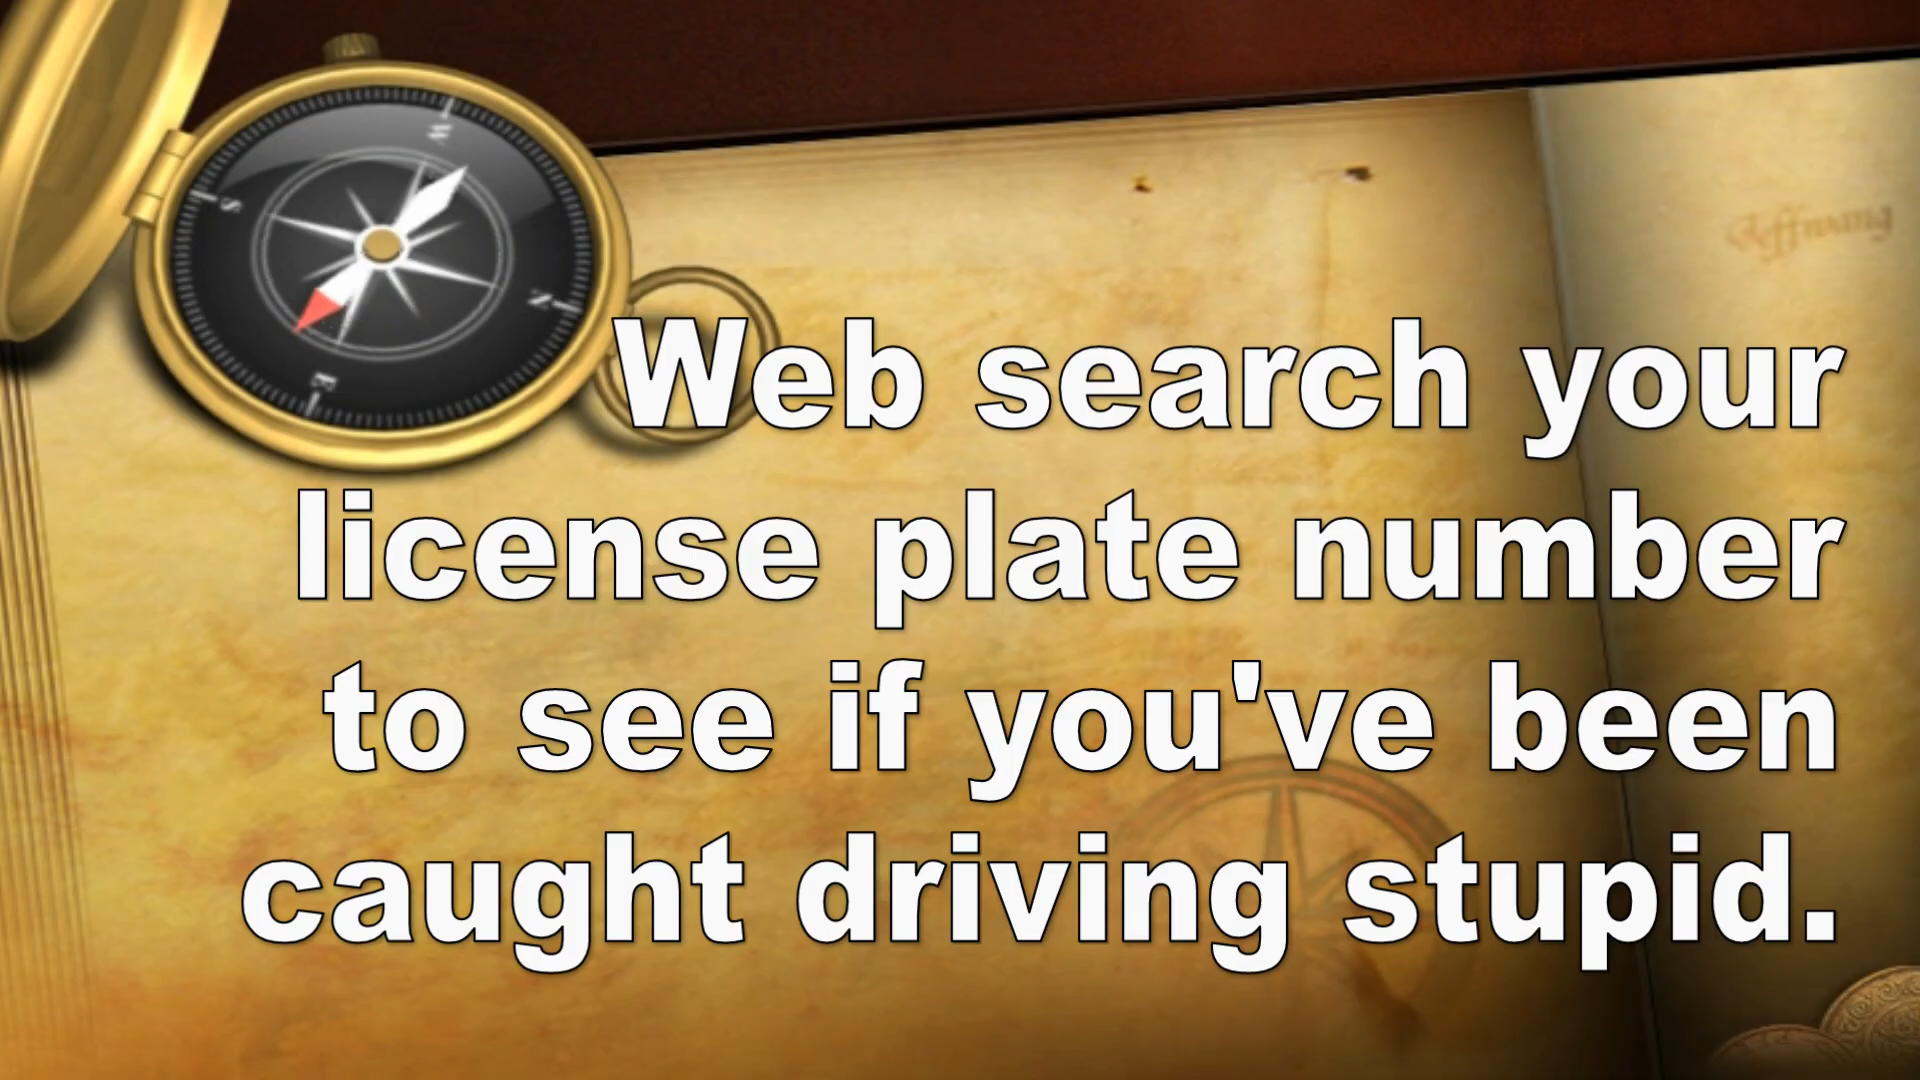 W
S
N
E
Web search your
license plate number
to see if you've been
caught driving stupid.